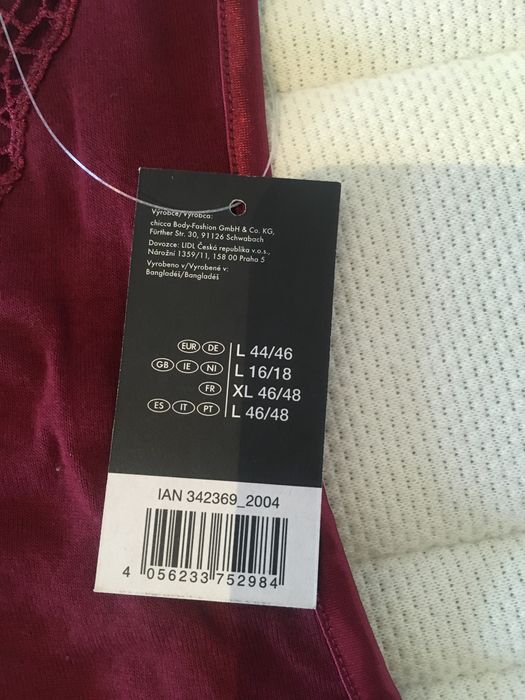 Výrobce/Výrobca:
chicca Body-Fashion GmbH & Co. KG,
Fürther Str. 30, 91126 Schwabach
Dovozce: LIDL Česká republika v.o.s.,
Nárožní 1359/11, 158 00 Praha 5
Vyrobeno v/Vyrobené v:
Bangladéš/Bangladéš
EUR DE L 44/46
GB IE NI L 16/18
FR XL 46/48
ES IT PT L 46/48
IAN 342369_2004
4 056233 752984